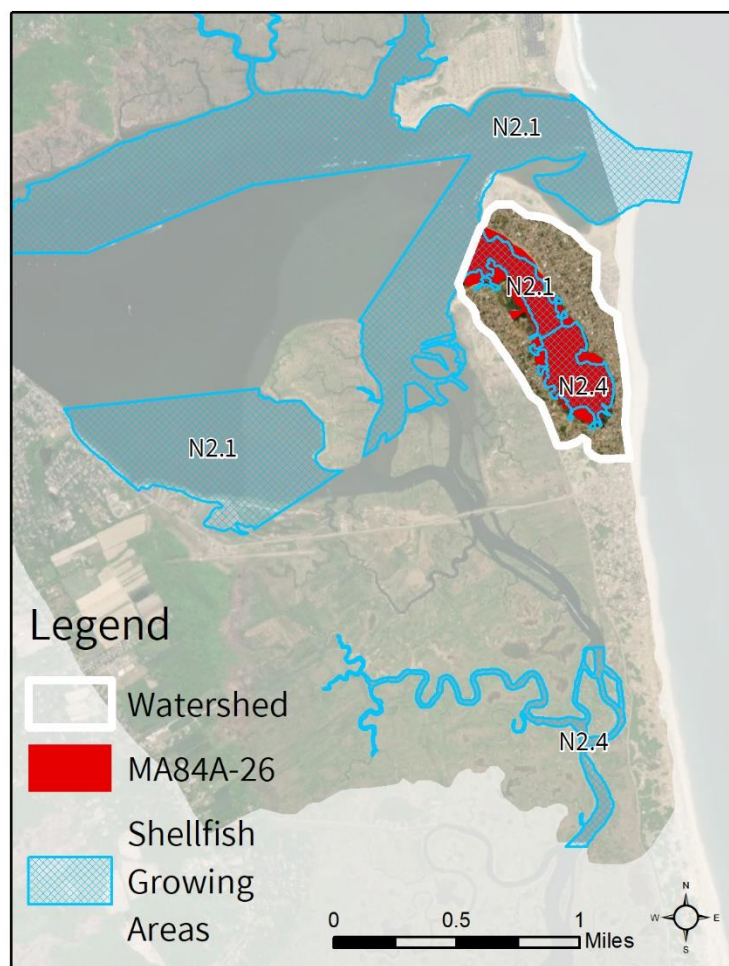 N2.1
N2.1
N2.4
N2.1
N2.4
Legend
Watershed
MA84A-26
Shellfish
Growing
Areas
0 0.5 1
Miles
N
W E
S